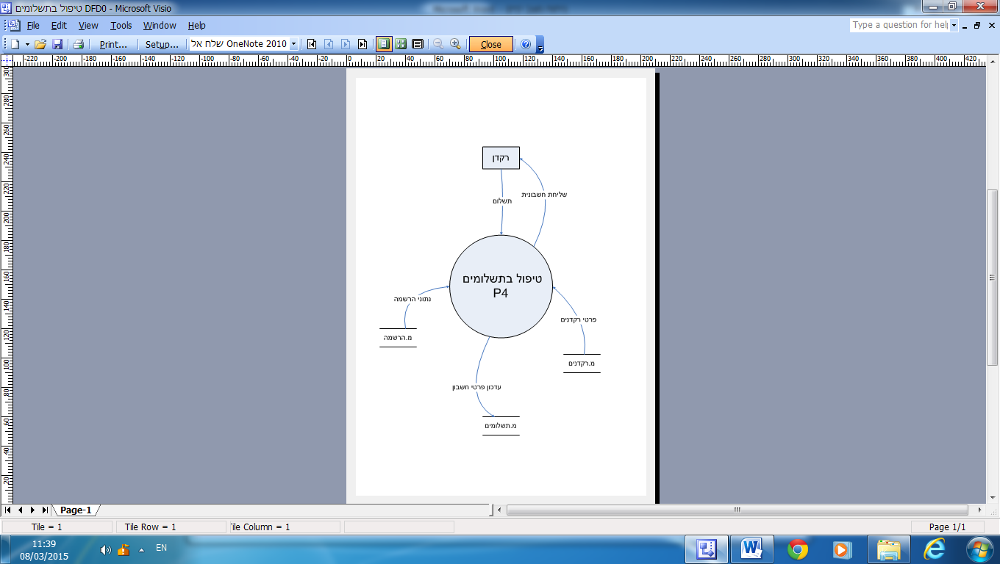 טיפול בתשלומים DFD0 - Microsoft Visio
File Edit View Tools Window Help
Type a question for help
Print... Setup... שלח אל OneNote 2010 Close
-220 -200 -180 -160 -140 -120 -100 -80 -60 -40 -20 0 20 40 60 80 100 120 140 160 180 200 220 240 260 280 300 320 340 360 380 400 420
300
280
260
240
220
200
180
160
140
120
100
80
60
40
20
רקדן
תשלום
שליחת חשבונית
טיפול בתשלומים
P4
נתוני הרשמה
מ.הרשמה
פרטי רקדנים
מ.רקדנים
עדכון פרטי חשבון
מ.תשלומים
Page-1
Tile = 1 Tile Row = 1 ile Column = 1 Page 1/1
11:39
08/03/2015
EN